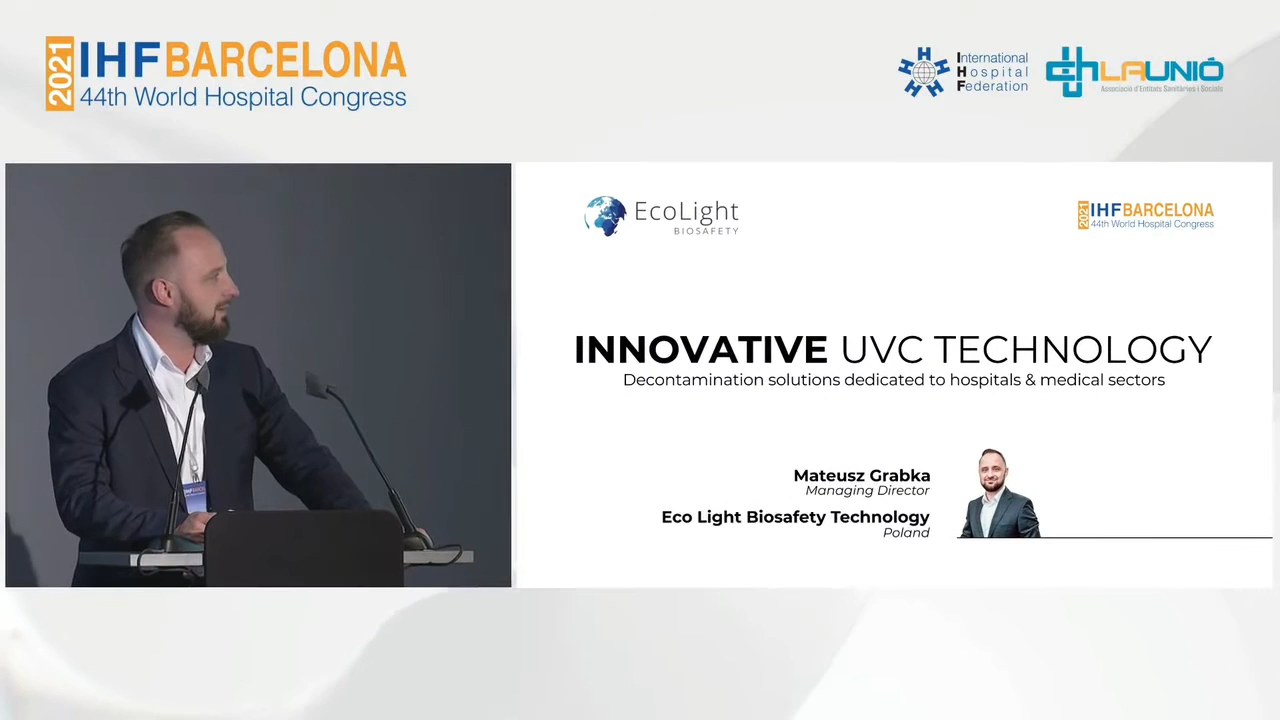 2021 IHF BARCELONA
44th World Hospital Congress
International
Hospital
Federation
LAUNIÓ
Associació d'Entitats Sanitàries i Socials
EcoLight
BIOSAFETY
2021 IHF BARCELONA
44th World Hospital Congress
INNOVATIVE UVC TECHNOLOGY
Decontamination solutions dedicated to hospitals & medical sectors
Mateusz Grabka
Managing Director
Eco Light Biosafety Technology
Poland